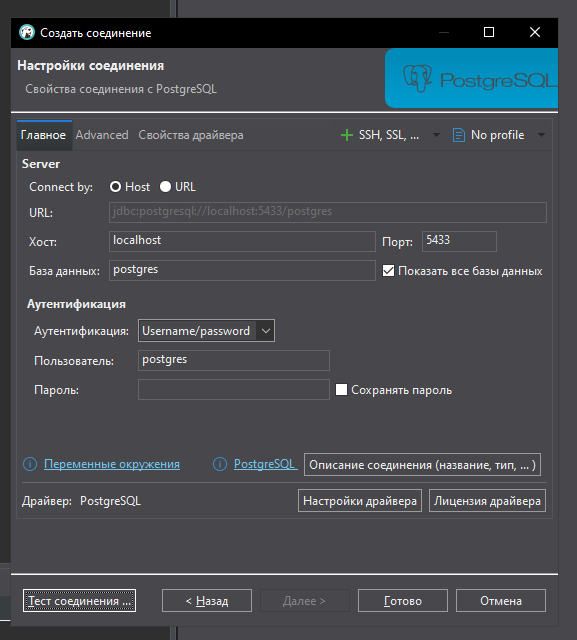 Создать соединение
Настройки соединения
Свойства соединения с PostgreSQL
PostgreSQL
Главное Advanced Свойства драйвера SSH, SSL, ... No profile
Server
Connect by: Host URL
URL: jdbc:postgresql://localhost:5433/postgres
Хост: localhost Порт: 5433
База данных: postgres Показать все базы данных
Аутентификация
Аутентификация: Username/password
Пользователь: postgres
Пароль: Сохранять пароль
Переменные окружения PostgreSQL Описание соединения (название, тип, ... )
Драйвер: PostgreSQL Настройки драйвера Лицензия драйвера
Тест соединения ... < Назад Далее > Готово Отмена